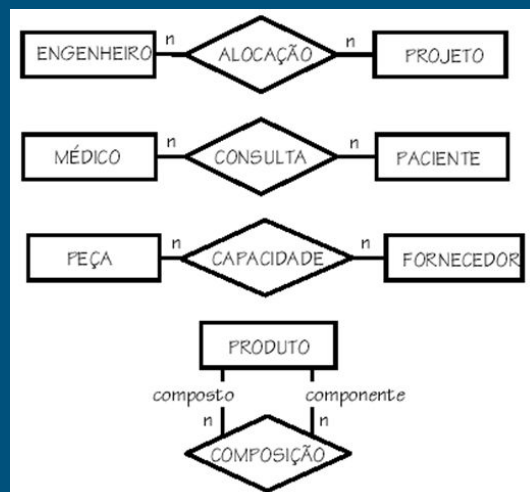 n n
ENGENHEIRO ALOCAÇÃO PROJETO
n n
MÉDICO CONSULTA PACIENTE
n n
PEÇA CAPACIDADE FORNECEDOR
PRODUTO
composto componente
n n
COMPOSIÇÃO